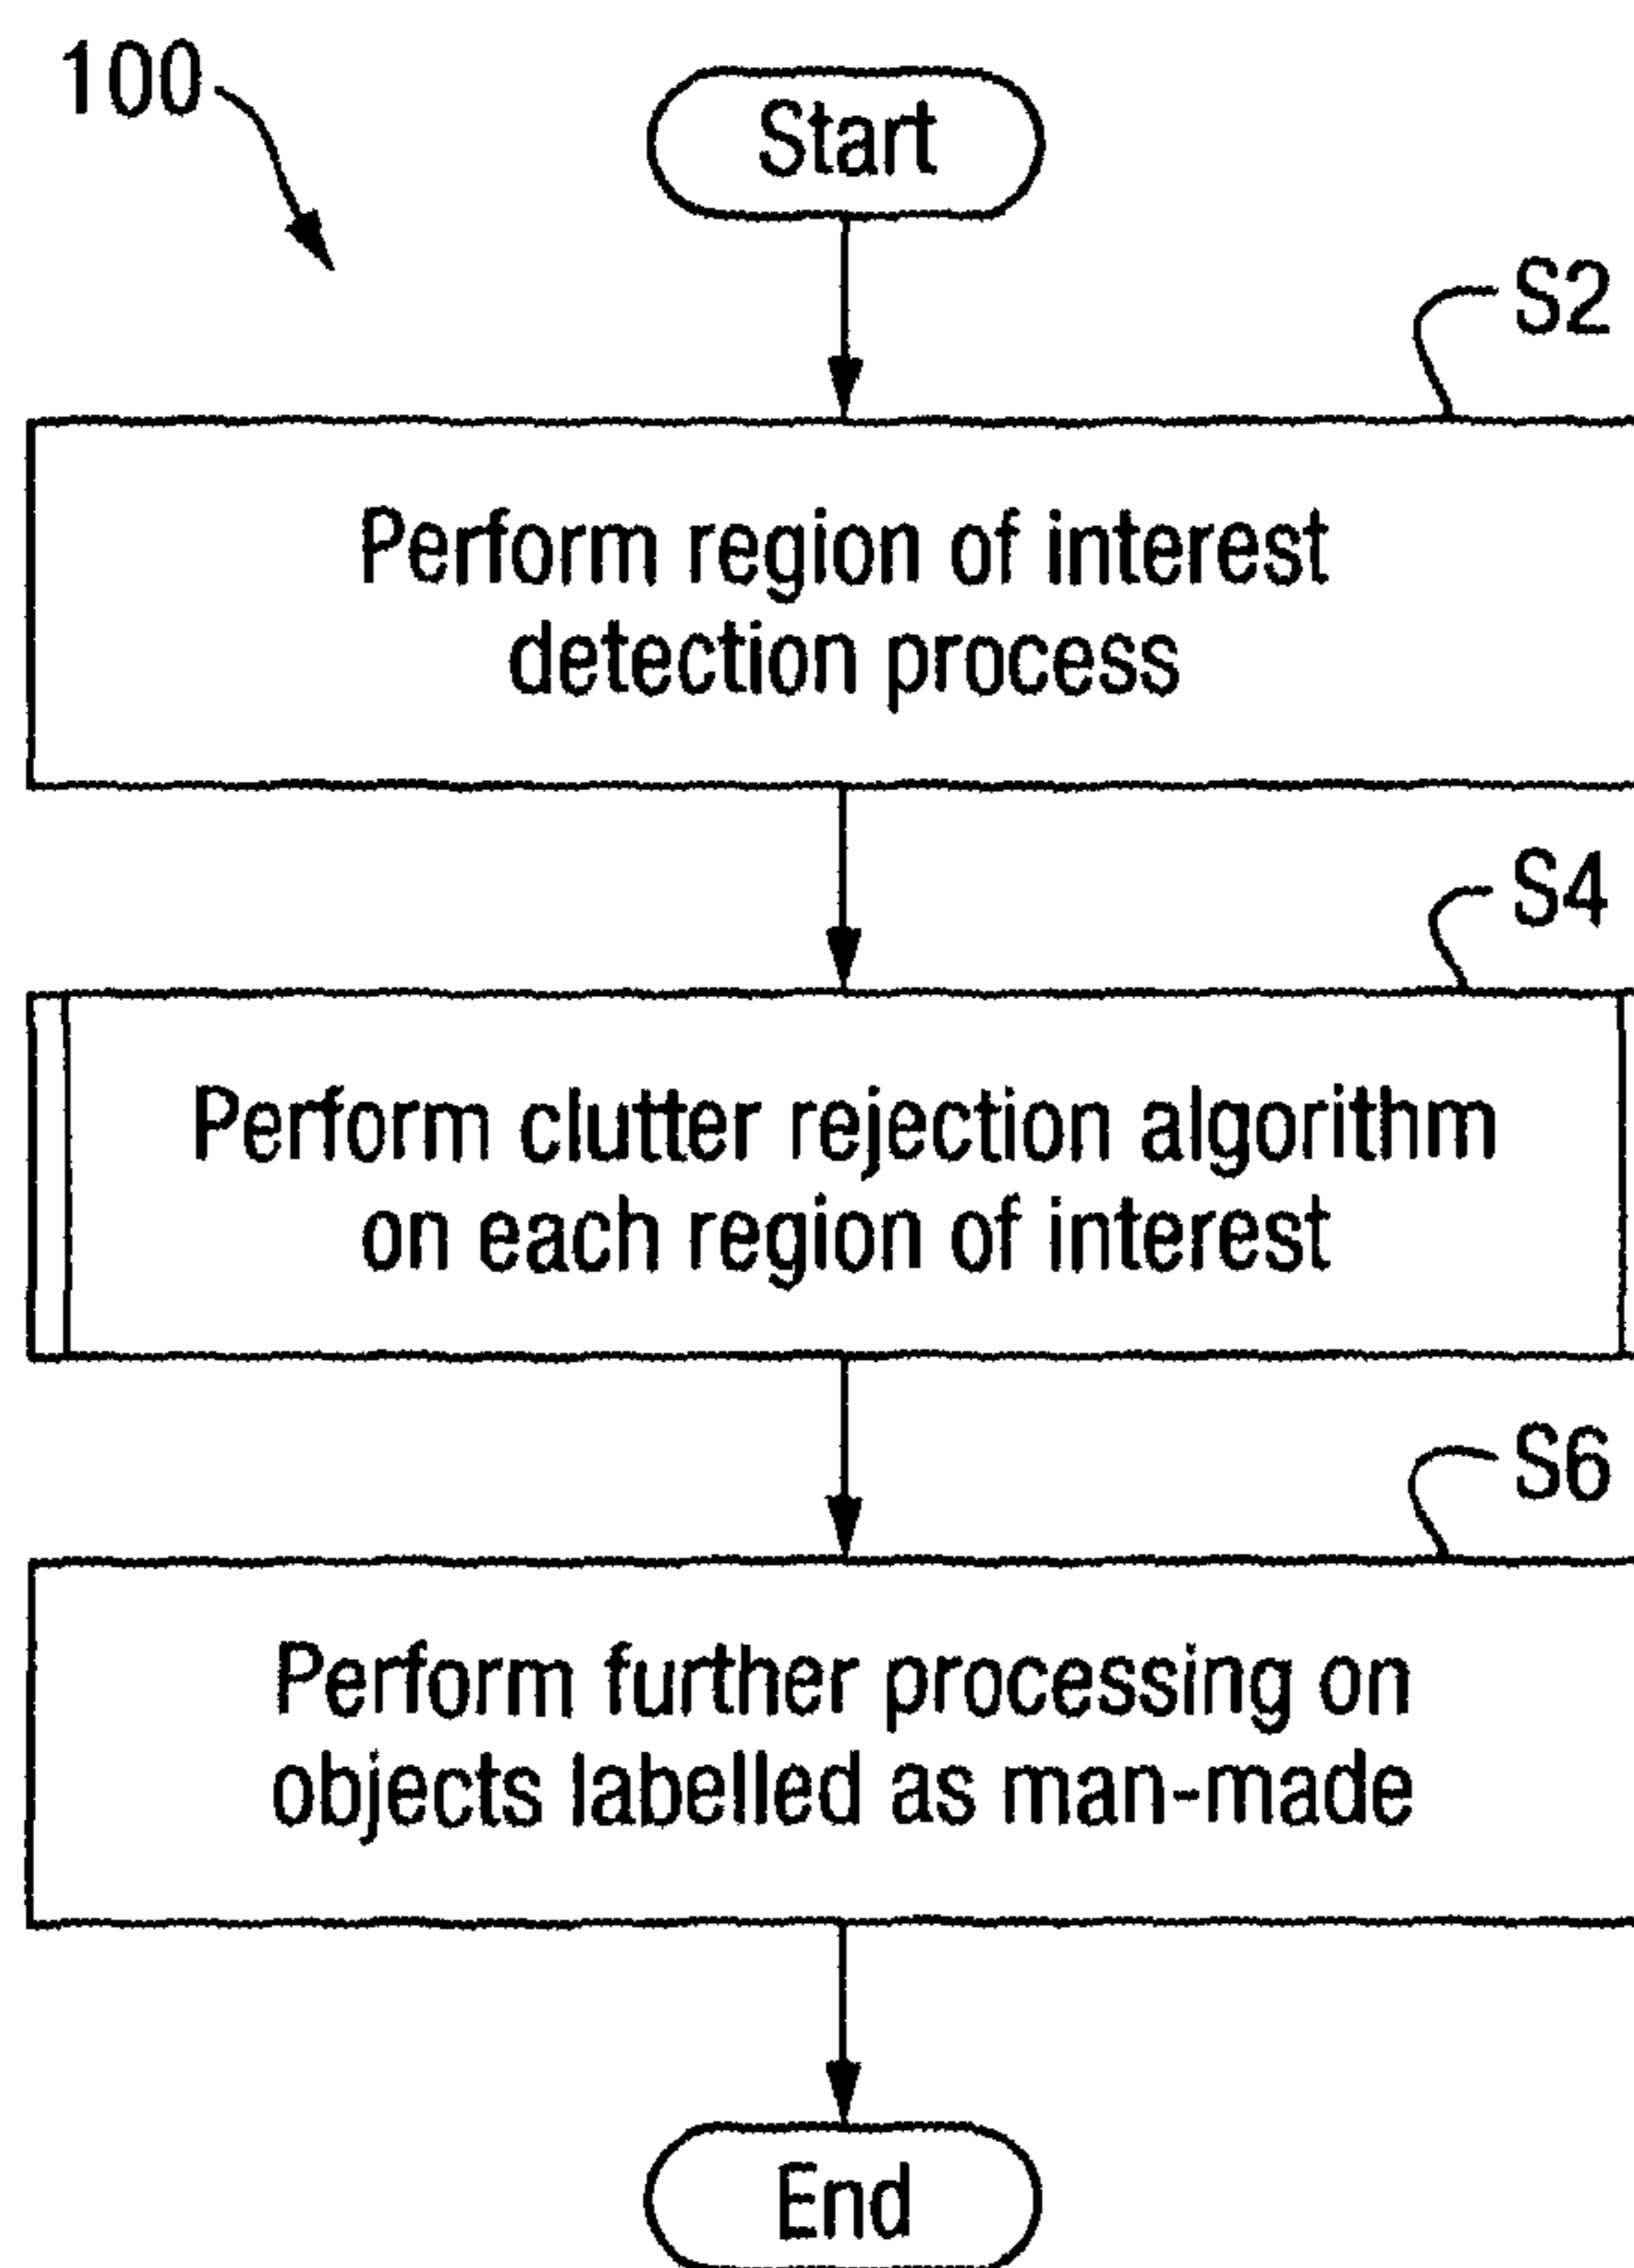 100
Start
S2
Perform region of interest
detection process
S4
Perform clutter rejection algorithm
on each region of interest
S6
Perform further processing on
objects labelled as man-made
End